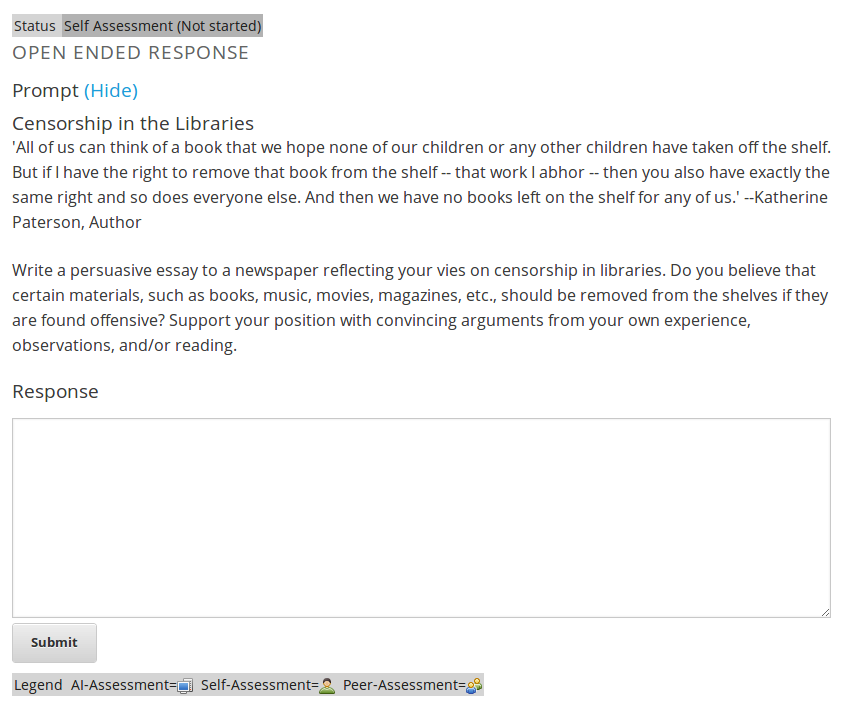 Status Self Assessment (Not started)
OPEN ENDED RESPONSE
Prompt (Hide)
Censorship in the Libraries
'All of us can think of a book that we hope none of our children or any other children have taken off the shelf.
But if I have the right to remove that book from the shelf -- that work I abhor -- then you also have exactly the
same right and so does everyone else. And then we have no books left on the shelf for any of us.' --Katherine
Paterson, Author
Write a persuasive essay to a newspaper reflecting your vies on censorship in libraries. Do you believe that
certain materials, such as books, music, movies, magazines, etc., should be removed from the shelves if they
are found offensive? Support your position with convincing arguments from your own experience,
observations, and/or reading.
Response
Submit
Legend AI-Assessment= Self-Assessment= Peer-Assessment=